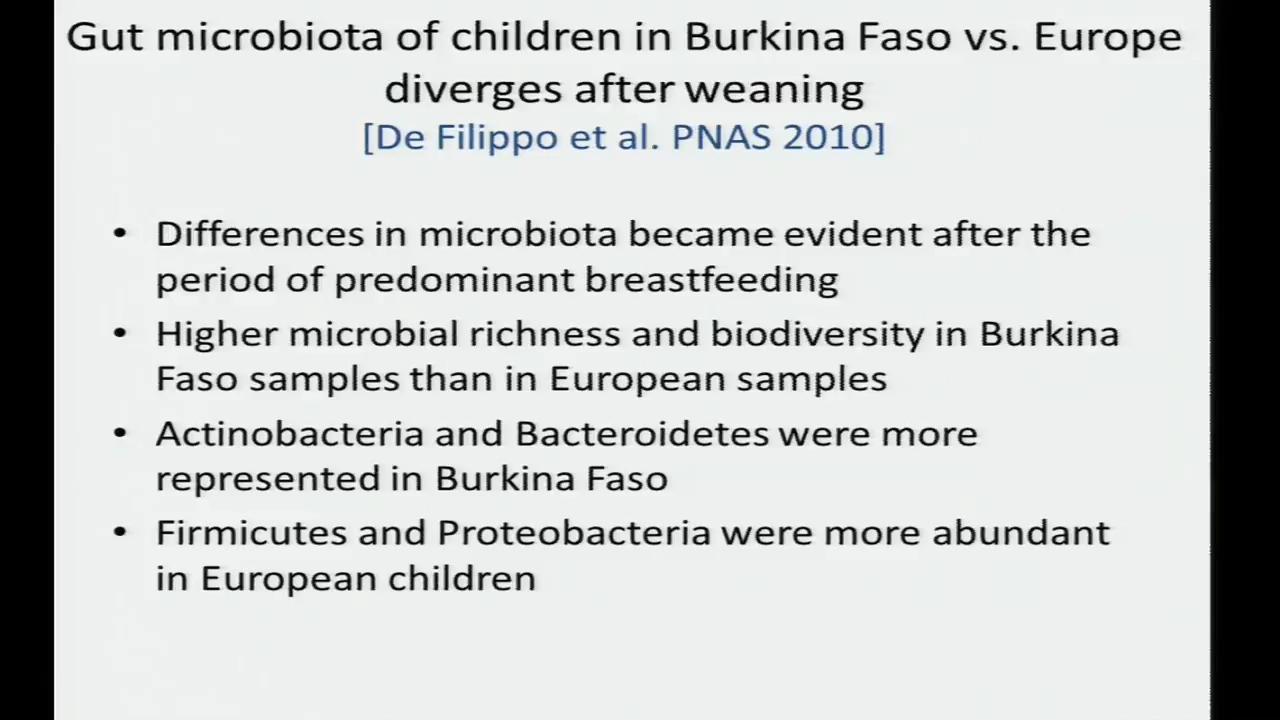 Gut microbiota of children in Burkina Faso vs. Europe
diverges after weaning
[De Filippo et al. PNAS 2010]
• Differences in microbiota became evident after the
period of predominant breastfeeding
• Higher microbial richness and biodiversity in Burkina
Faso samples than in European samples
• Actinobacteria and Bacteroidetes were more
represented in Burkina Faso
• Firmicutes and Proteobacteria were more abundant
in European children